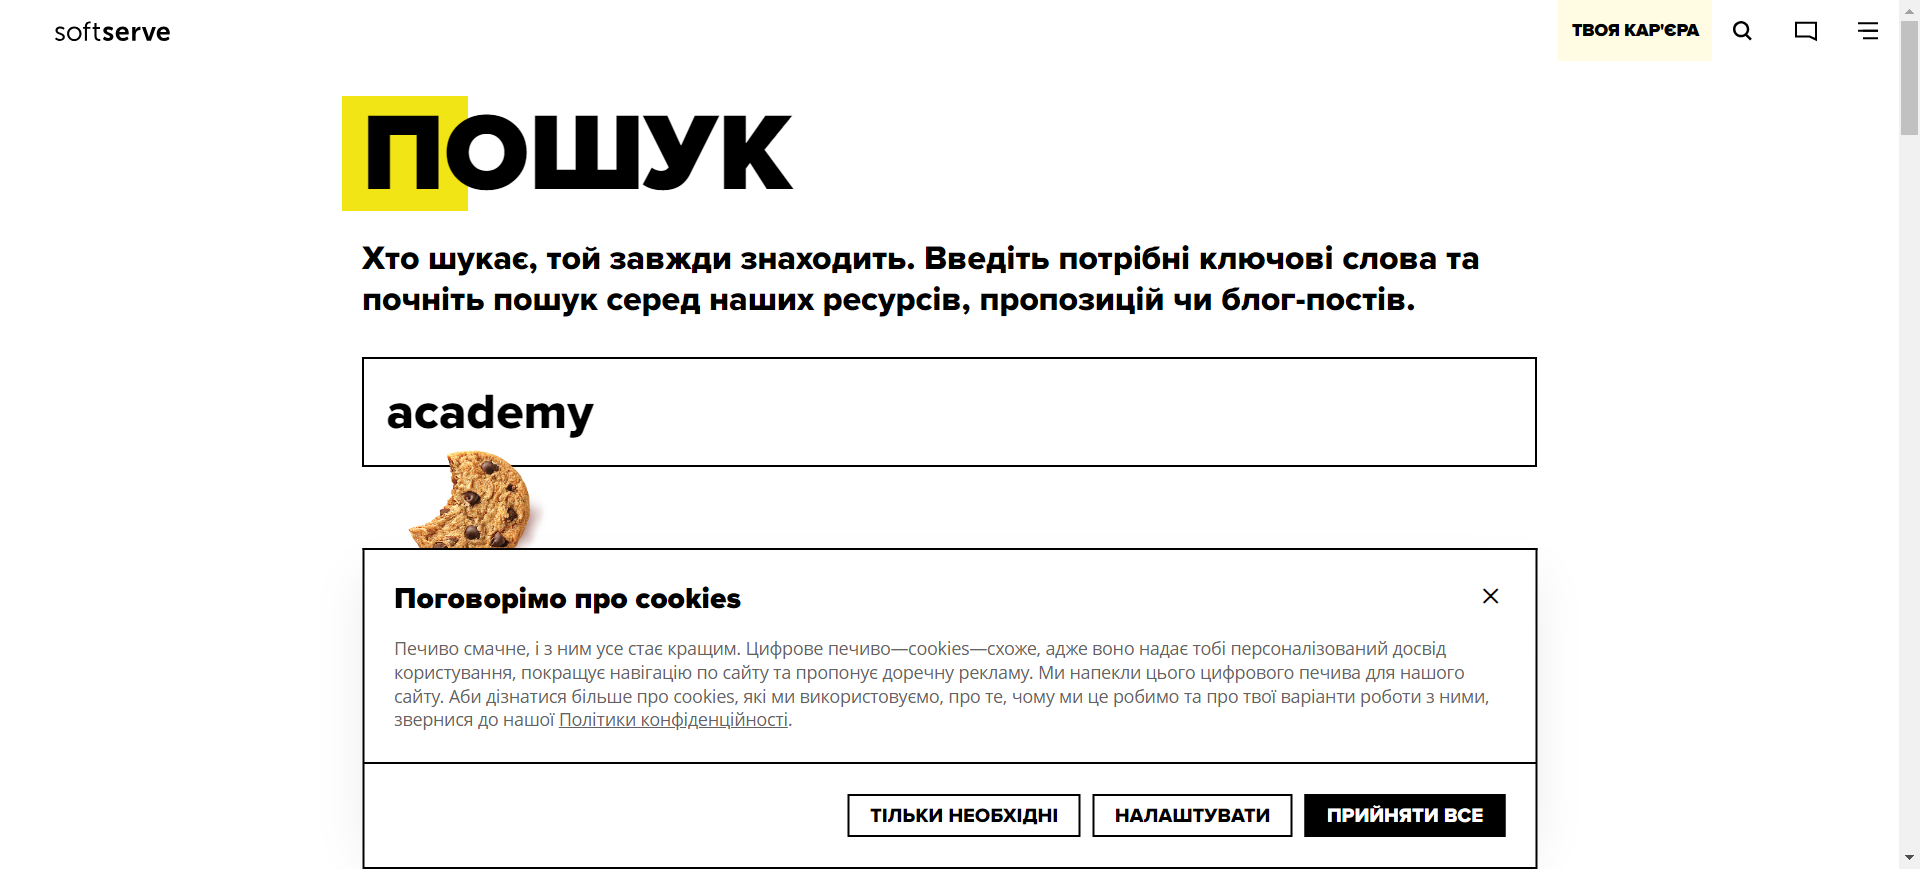 softserve
ТВОЯ КАР'ЄРА
ПОШУК
Хто шукає, той завжди знаходить. Введіть потрібні ключові слова та
почніть пошук серед наших ресурсів, пропозицій чи блог-постів.
academy
Поговорімо про cookies
Печиво смачне, і з ним усе стає кращим. Цифрове печиво—cookies—схоже, адже воно надає тобі персоналізований досвід
користування, покращує навігацію по сайту та пропонує доречну рекламу. Ми напекли цього цифрового печива для нашого
сайту. Аби дізнатися більше про cookies, які ми використовуємо, про те, чому ми це робимо та про твої варіанти роботи з ними,
звернися до нашої Політики конфіденційності.
ТІЛЬКИ НЕОБХІДНІ
НАЛАШТУВАТИ
ПРИЙНЯТИ ВСЕ